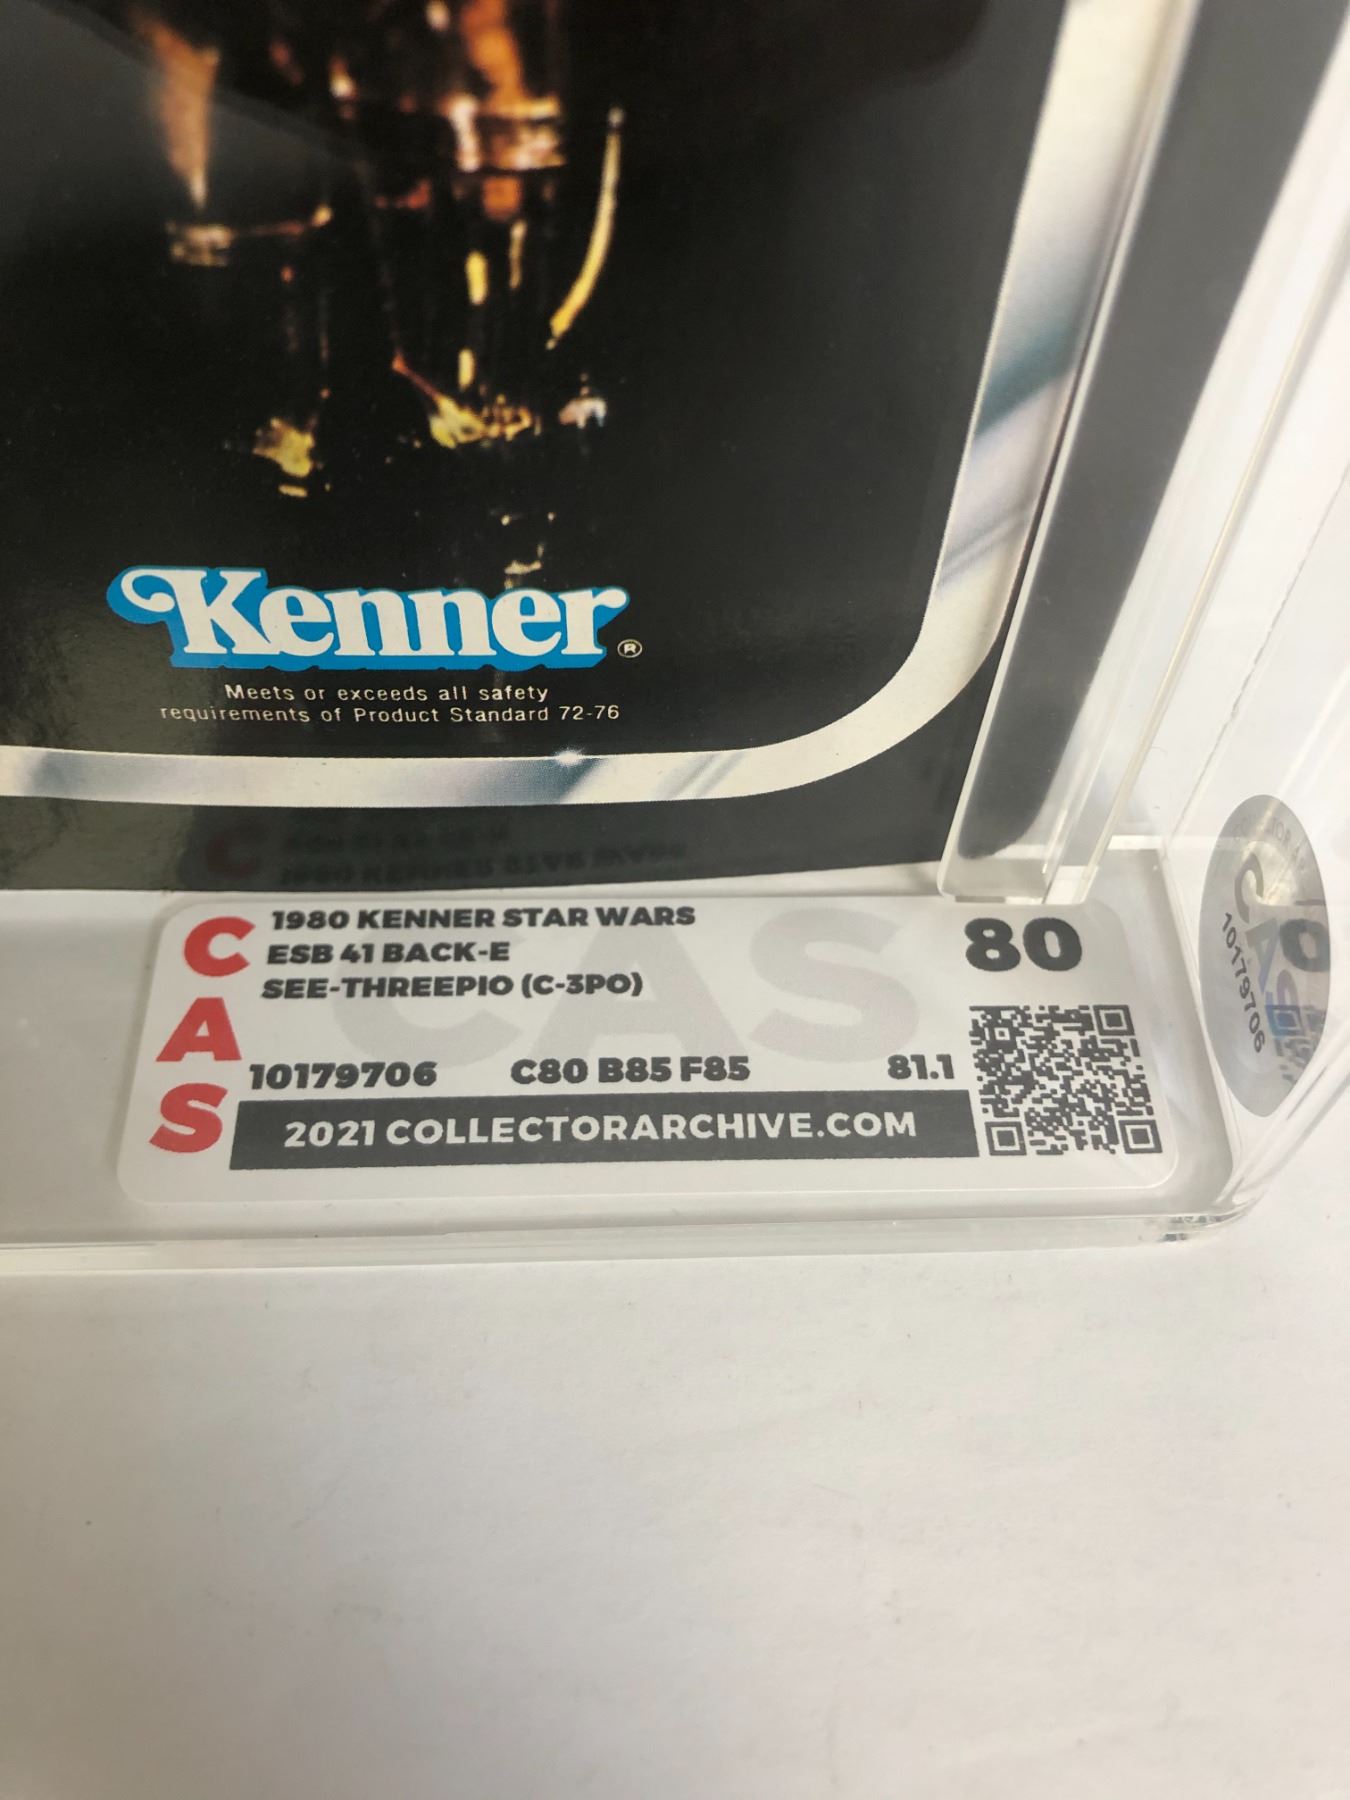 Kenner®
Meets or exceeds all safety
requirements of Product Standard 72-76
CAS
1980 KENNER STAR WARS
ESB 41 BACK-E
SEE-THREEPIO (C-3PO)
80
10179706 C80 B85 F85 81.1
2021 COLLECTORARCHIVE.COM
CAS
CAS
10179706